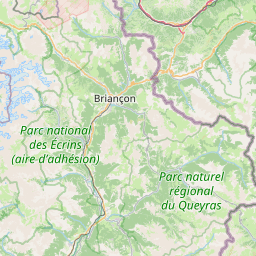 Briançon
Parc national
des Écrins
(aire d'adhésion)
Parc naturel
régional
du Queyras